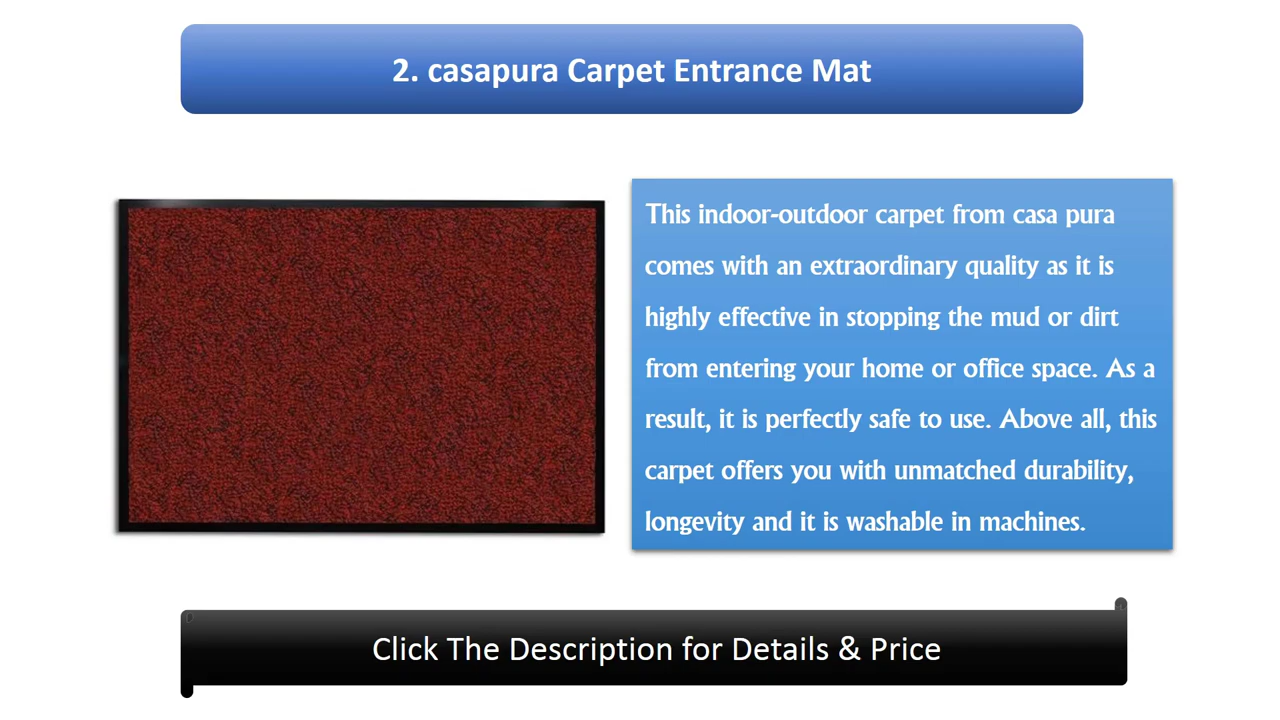 2. casapura Carpet Entrance Mat
This indoor-outdoor carpet from casa pura
comes with an extraordinary quality as it is
highly effective in stopping the mud or dirt
from entering your home or office space. As a
result, it is perfectly safe to use. Above all, this
carpet offers you with unmatched durability,
longevity and it is washable in machines.
Click The Description for Details & Price